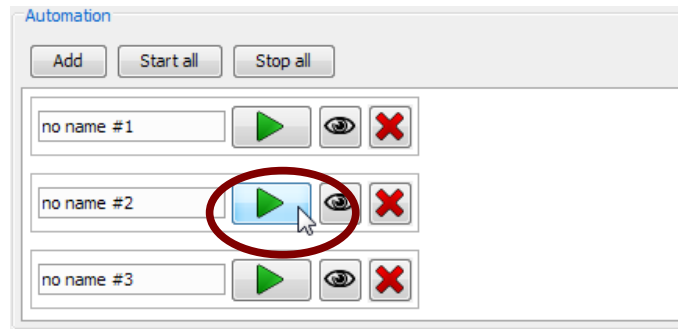 Automation
Add Start all Stop all
no name #1
no name #2
no name #3